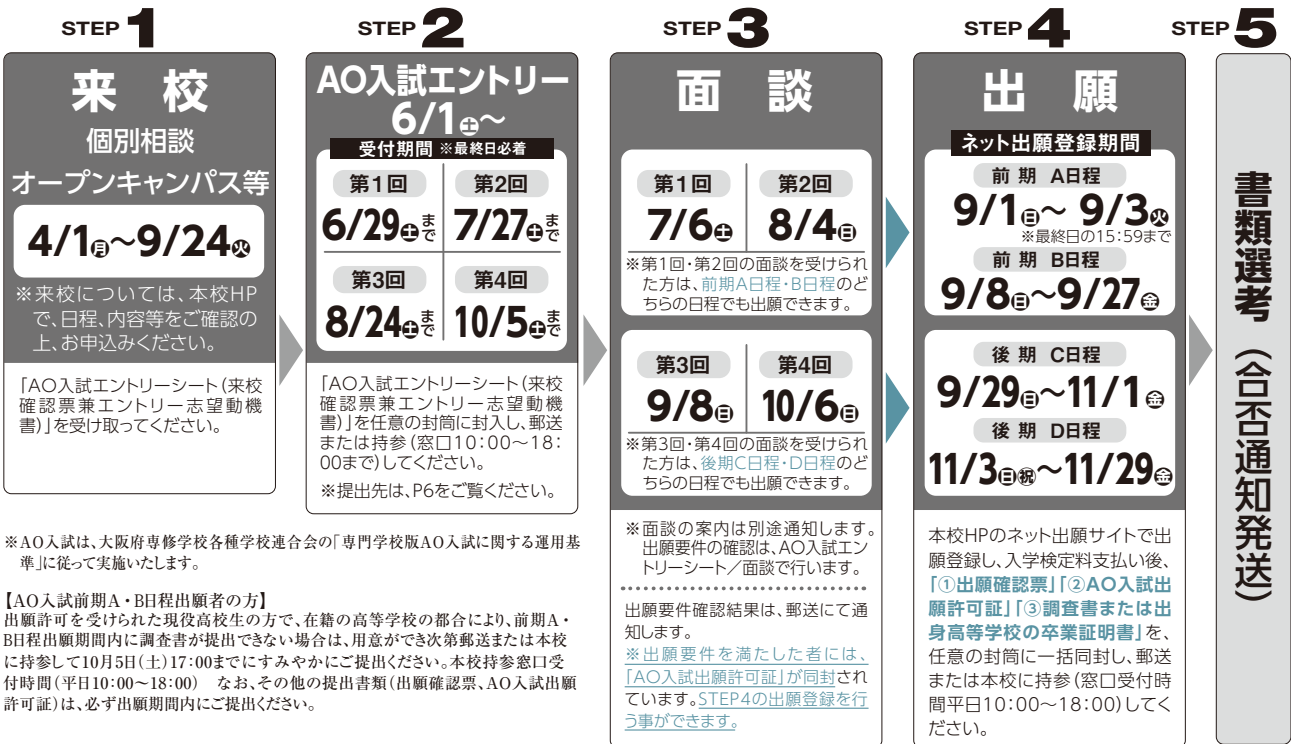 STEP 1
来 校
個別相談
オープンキャンパス等
4/1㊊〜9/24㊋
※来校については、本校HP
で、日程、内容等をご確認の
上、お申込みください。
「AO入試エントリーシート(来校
確認票兼エントリー志望動機
書)」を受け取ってください。
STEP 2
AO入試エントリー
6/1㊏〜
受付期間 ※最終日必着
第1回 第2回
6/29㊏まで 7/27㊏まで
第3回 第4回
8/24㊏まで 10/5㊏まで
「AO入試エントリーシート(来校
確認票兼エントリー志望動機
書)」を任意の封筒に封入し、郵送
または持参(窓口10:00〜18:
00まで)してください。
※提出先は、P6をご覧ください。
STEP 3
面 談
第1回 第2回
7/6㊏ 8/4㊐
※第1回・第2回の面談を受けられ
た方は、前期A日程・B日程のど
ちらの日程でも出願できます。
第3回 第4回
9/8㊐ 10/6㊐
※第3回・第4回の面談を受けられ
た方は、後期C日程・D日程のど
ちらの日程でも出願できます。
※面談の案内は別途通知します。
出願要件の確認は、AO入試エン
トリーシート/面談で行います。
出願要件確認結果は、郵送にて通
知します。
※出願要件を満たした者には、
「AO入試出願許可証」が同封され
ています。STEP4の出願登録を行
う事ができます。
STEP 4
出 願
ネット出願登録期間
前 期 A日程
9/1㊐〜 9/3㊋
※最終日の15:59まで
前 期 B日程
9/8㊐〜9/27㊎
後 期 C日程
9/29㊐〜11/1㊎
後 期 D日程
11/3㊐㊗〜11/29㊎
本校HPのネット出願サイトで出
願登録し、入学検定料支払い後、
「①出願確認票」「②AO入試出
願許可証」「③調査書または出
身高等学校の卒業証明書」を、
任意の封筒に一括同封し、郵送
または本校に持参(窓口受付時
間平日10:00〜18:00)してく
ださい。
STEP 5
書類選考(合否通知発送)
※AO入試は、大阪府専修学校各種学校連合会の「専門学校版AO入試に関する運用基
準」に従って実施いたします。
【AO入試前期A・B日程出願者の方】
出願許可を受けられた現役高校生の方で、在籍の高等学校の都合により、前期A・
B日程出願期間内に調査書が提出できない場合は、用意ができ次第郵送または本校
に持参して10月5日(土)17:00までにすみやかにご提出ください。本校持参窓口受
付時間(平日10:00〜18:00) なお、その他の提出書類(出願確認票、AO入試出願
許可証)は、必ず出願期間内にご提出ください。